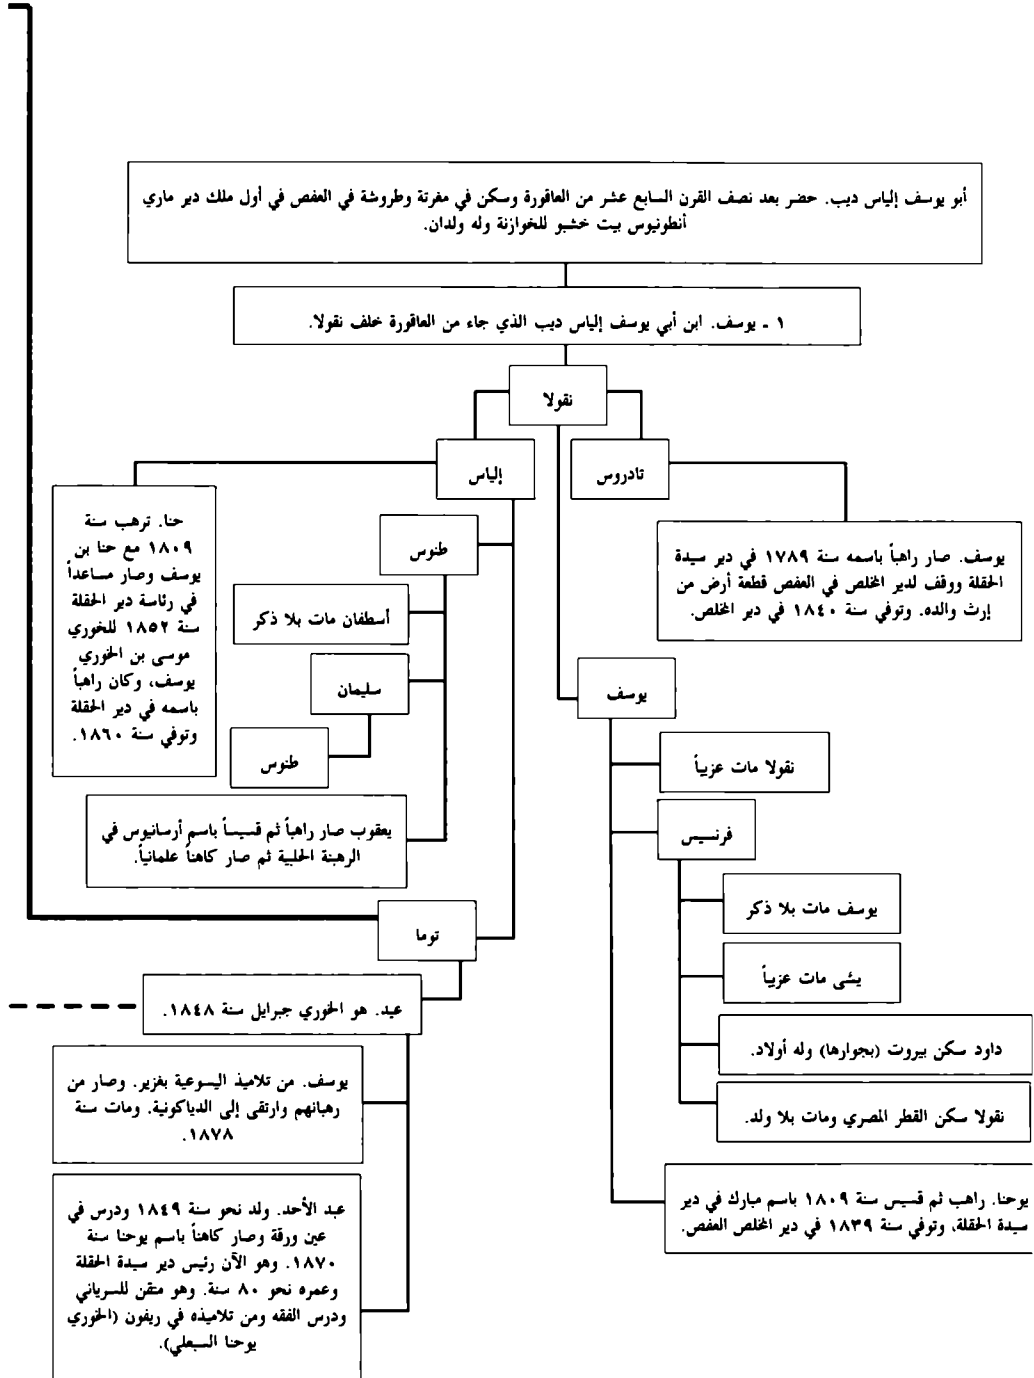 أبو يوسف إلياس ديب. حضر بعد نصف القرن السابع عشر من العاقورة وسكن في مغرتة وطروشة في العفص في أول ملك دير ماري
أنطونيوس بيت خشبو للخوازنة وله ولدان.
١ ـ يوسف. ابن أبي يوسف إلياس ديب الذي جاء من العاقورة خلف نقولا.
نقولا
تادروس
إلياس
يوسف. صار راهباً باسمه سنة ١٧٨٩ في دير سيدة
الحقلة ووقف لدير المخلص في العفص قطعة أرض من
إرث والده. وتوفي سنة ١٨٤٠ في دير المخلص.
حنا. ترهب سنة
١٨٠٩ مع حنا بن
يوسف وصار مساعداً
في رئاسة دير الحقلة
سنة ١٨٥٢ للخوري
موسى بن الخوري
يوسف، وكان راهباً
باسمه في دير الحقلة
وتوفي سنة ١٨٦٠.
طنوس
أسطفان مات بلا ذكر
سليمان
طنوس
يعقوب صار راهباً ثم قسيساً باسم أرسانيوس في
الرهبنة الحلبية ثم صار كاهناً علمانياً.
يوسف
نقولا مات عزيباً
فرنسيس
يوسف مات بلا ذكر
يشى مات عزيباً
داود سكن بيروت (بجوارها) وله أولاد.
نقولا سكن القطر المصري ومات بلا ولد.
يوحنا. راهب ثم قسيس سنة ١٨٠٩ باسم مبارك في دير
سيدة الحقلة، وتوفي سنة ١٨٣٩ في دير المخلص العفص.
توما
عيد. هو الخوري جبرايل سنة ١٨٤٨.
يوسف. من تلاميذ اليسوعية بغزير. وصار من
رهبانهم وارتقى إلى الدياكونية. ومات سنة
١٨٧٨.
عبد الأحد. ولد نحو سنة ١٨٤٩ ودرس في
عين ورقة وصار كاهناً باسم يوحنا سنة
١٨٧٠. وهو الآن رئيس دير سيدة الحقلة
وعمره نحو ٨٠ سنة. وهو متقن للسرياني
ودرس الفقه ومن تلاميذه في ريفون (الخوري
يوحنا السبعلي).